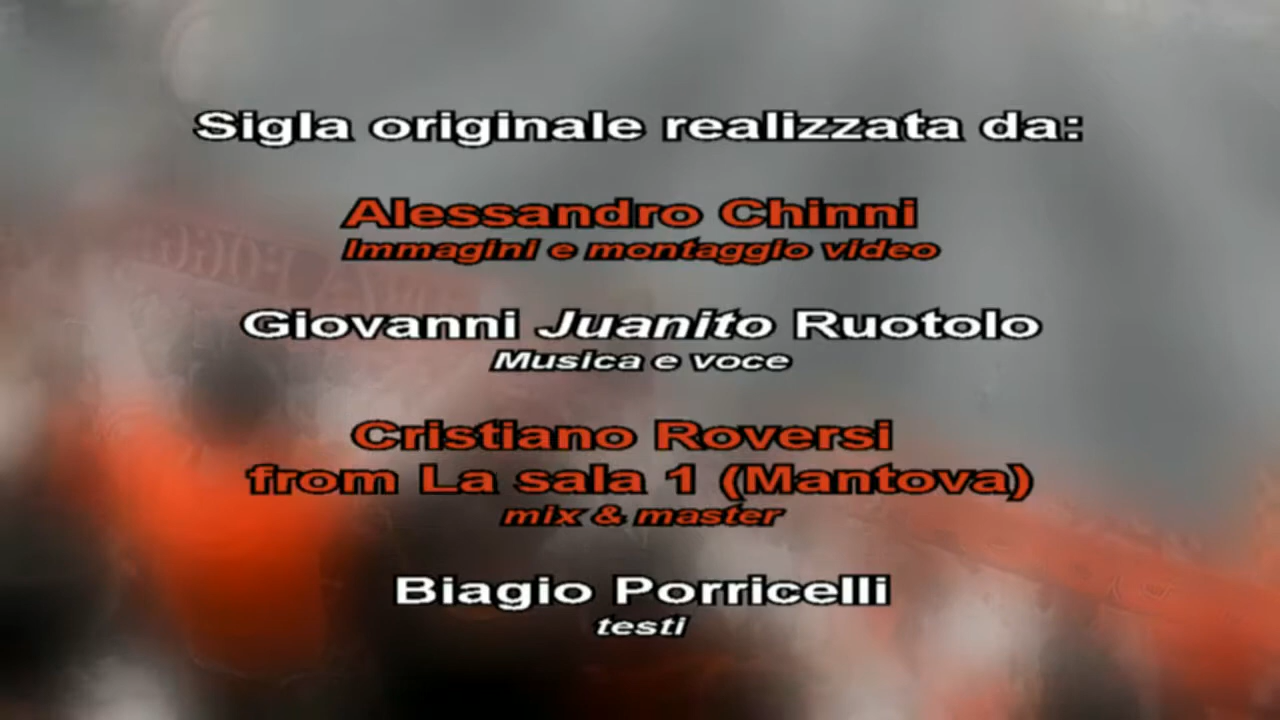 Sigla originale realizzata da:
Alessandro Chinni
Immagini e montaggio video
Giovanni Juanito Ruotolo
Musica e voce
Cristiano Roversi
from La sala 1 (Mantova)
mix & master
Biagio Porricelli
testi